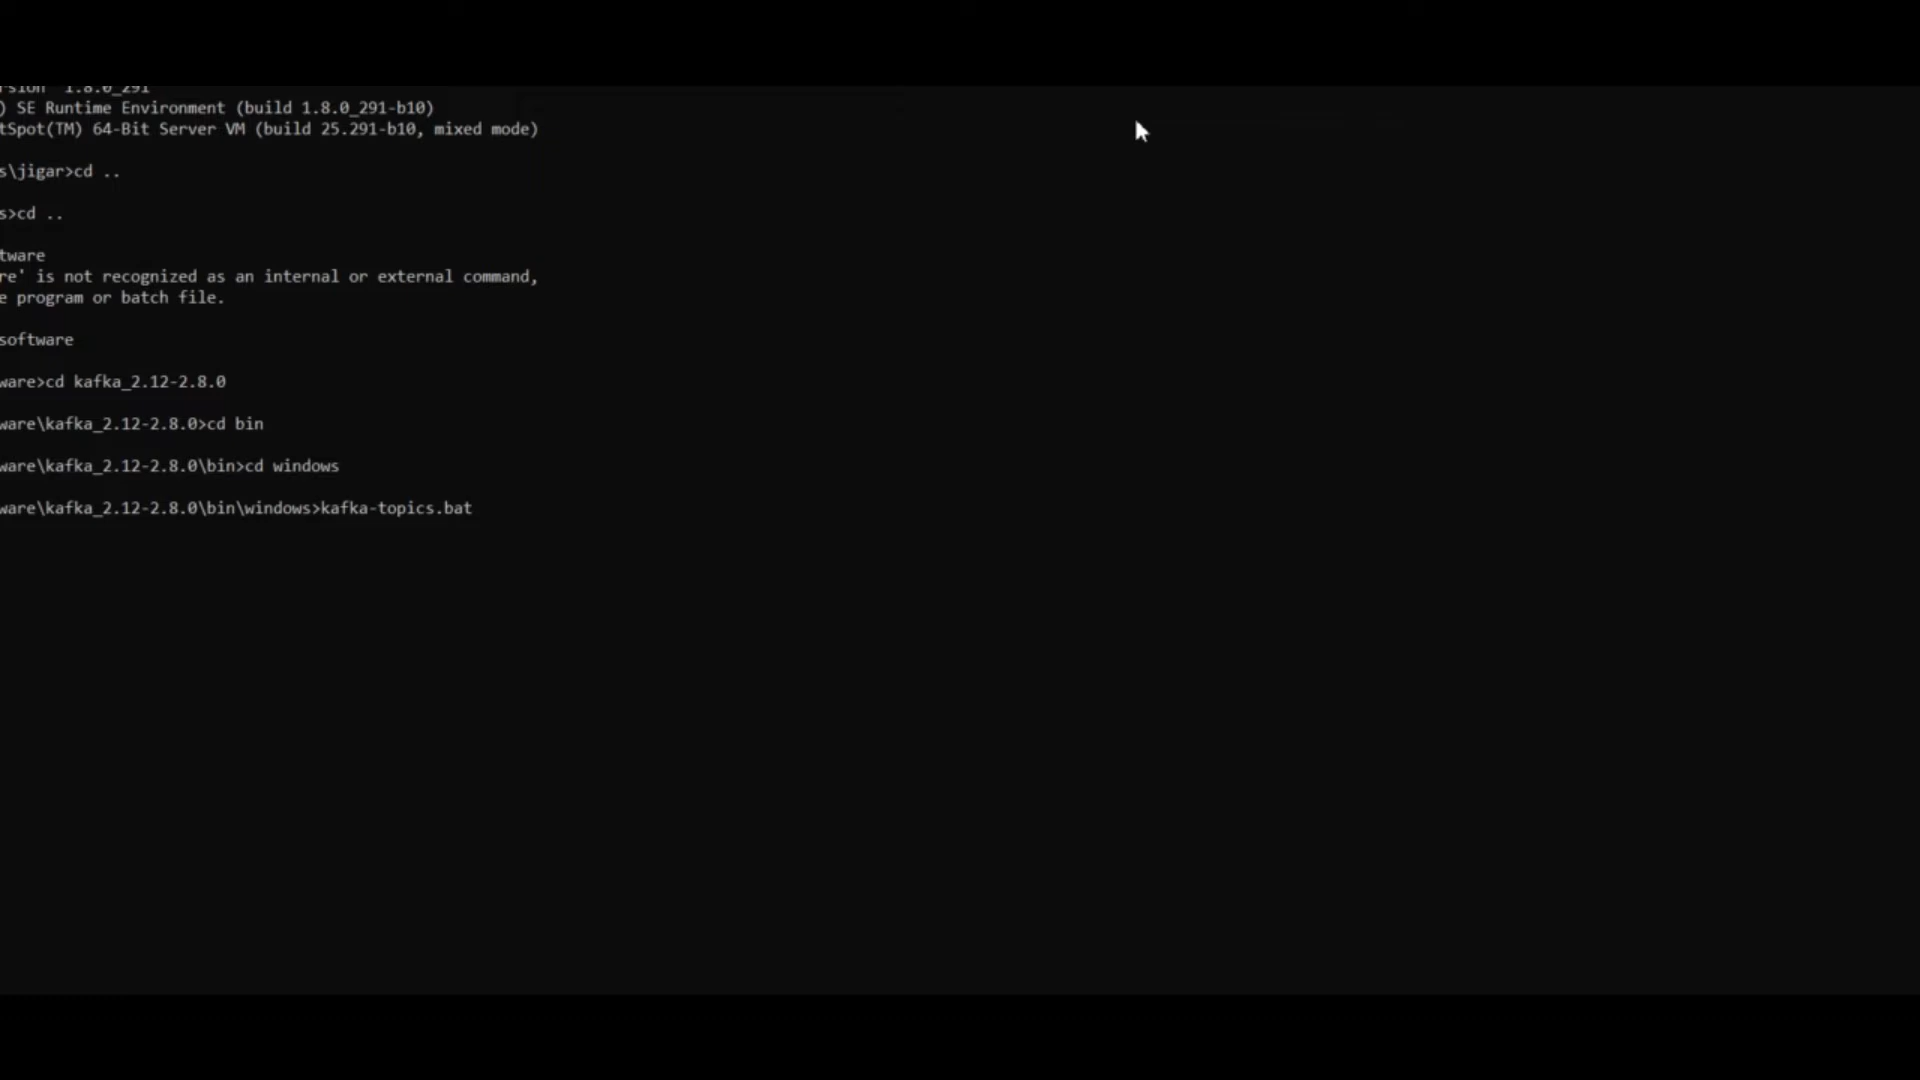 rsion "1.8.0_291"
) SE Runtime Environment (build 1.8.0_291-b10)
tSpot(TM) 64-Bit Server VM (build 25.291-b10, mixed mode)
s\jigar>cd ..
s>cd ..
tware
re' is not recognized as an internal or external command,
e program or batch file.
software
ware>cd kafka_2.12-2.8.0
ware\kafka_2.12-2.8.0>cd bin
ware\kafka_2.12-2.8.0\bin>cd windows
ware\kafka_2.12-2.8.0\bin\windows>kafka-topics.bat